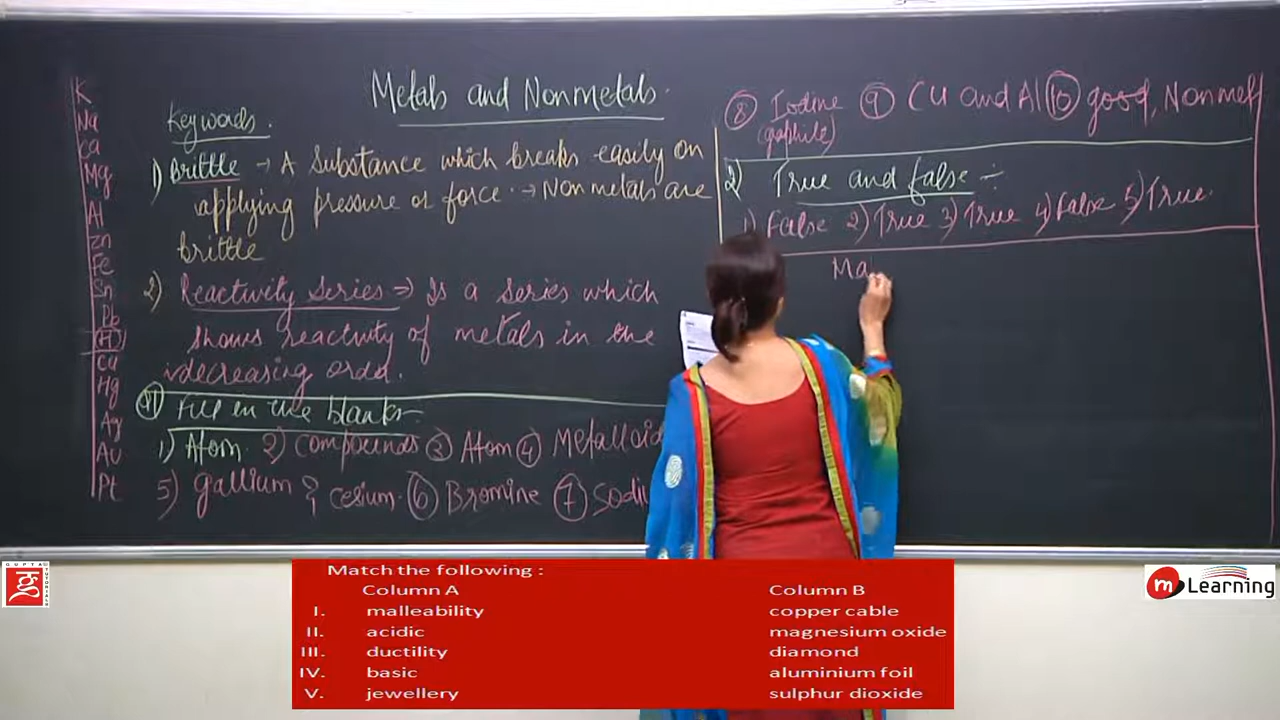 Metals and Nonmetals.
K
Na
Ca
Mg
Al
Zn
Fe
Sn
Pb
(H)
Cu
Hg
Ag
Au
Pt
Keywords.
1) Brittle → A substance which breaks easily on
applying pressure or force. → Non metals are
brittle
2) Reactivity Series → Is a series which
shows reactivity of metals in the
decreasing order.
Fill in the blanks
1) Atom 2) Compounds 3 Atom 4 Metalloid
5) gallium & cesium. 6 Bromine 7 Sodiu
8 Iodine 9 Cu and Al 10 good, Nonmet
(graphite)
2) True and false :-
1) False 2) True 3) True 4) False 5) True.
Ma
GUPTA TUTORIALS
m Learning
Match the following :
Column A Column B
I. malleability copper cable
II. acidic magnesium oxide
III. ductility diamond
IV. basic aluminium foil
V. jewellery sulphur dioxide